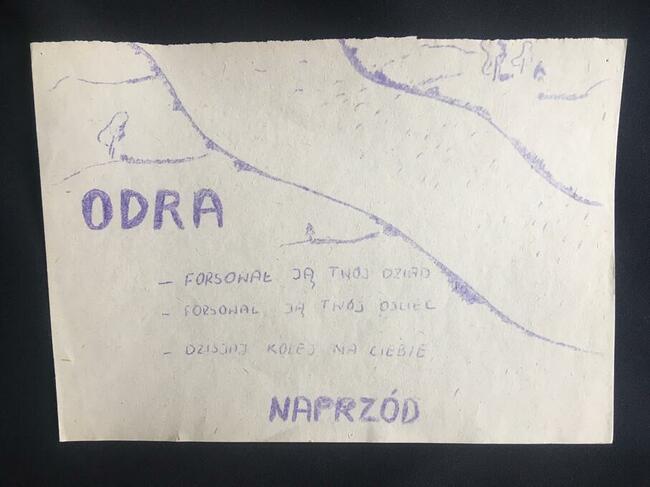 ODRA
- FORSOWAŁ JĄ TWÓJ DZIAD
- FORSOWAŁ JĄ TWÓJ OJCIEC
- DZISIAJ KOLEJ NA CIEBIE
NAPRZÓD